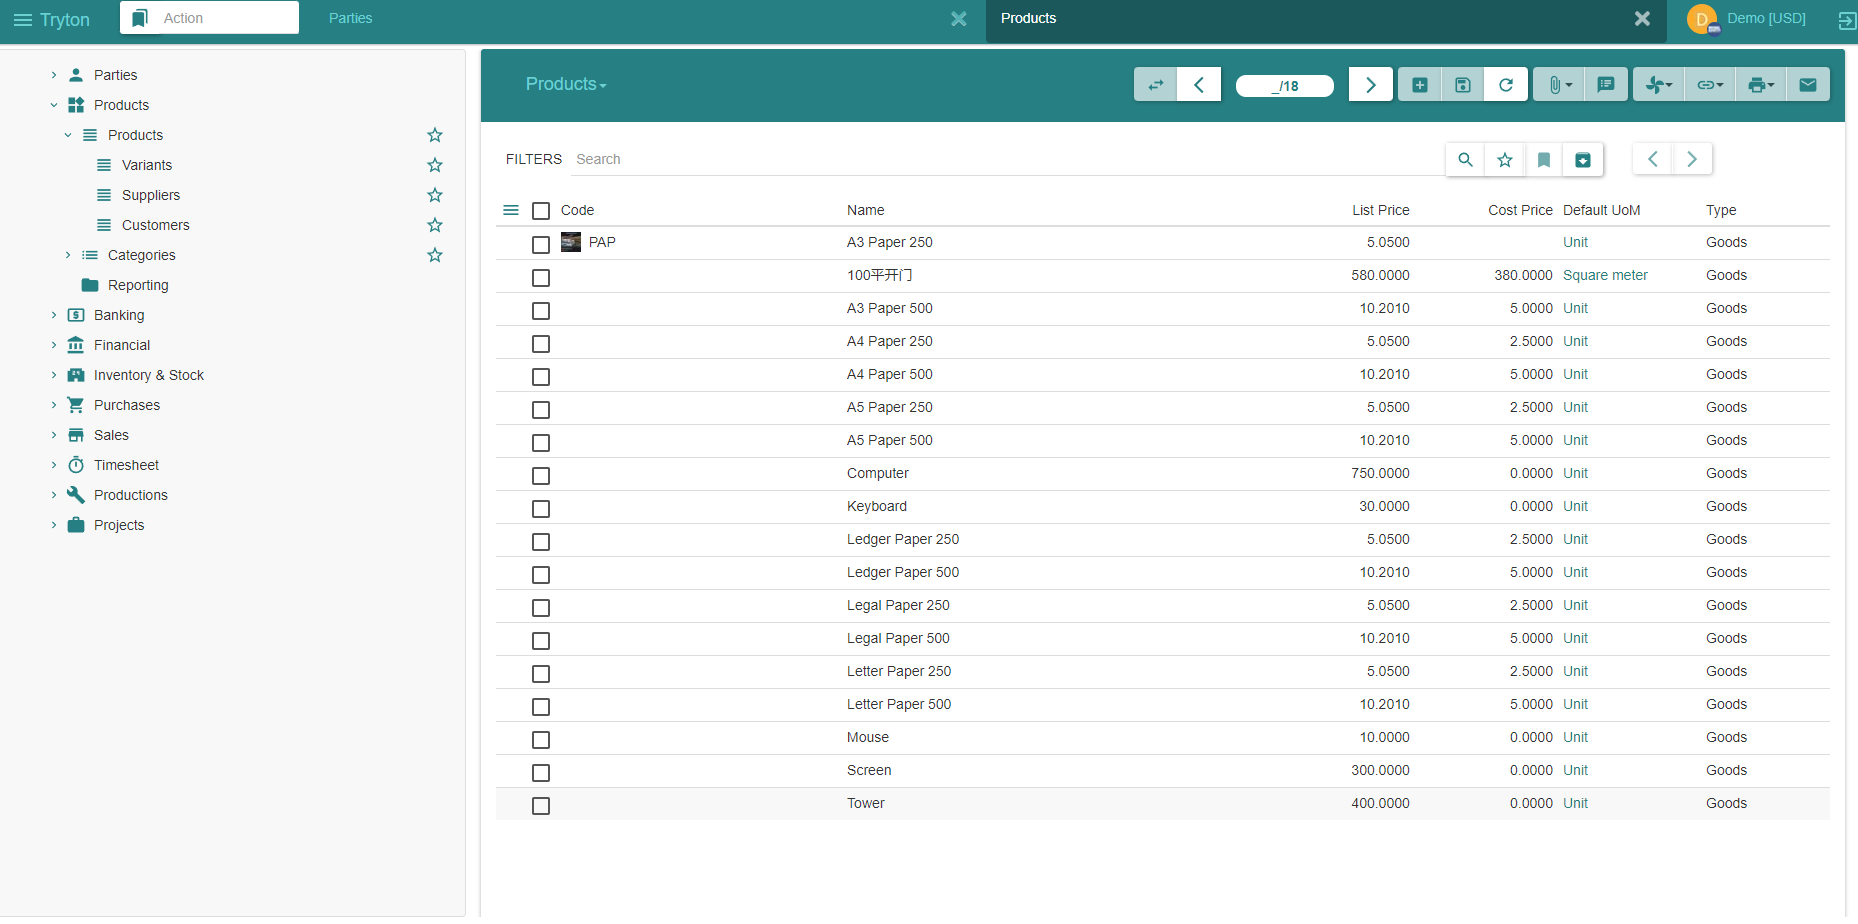 Tryton Action Parties Products D Demo [USD]
Parties
Products
Products
Variants
Suppliers
Customers
Categories
Reporting
Banking
Financial
Inventory & Stock
Purchases
Sales
Timesheet
Productions
Projects
Products _/18
FILTERS Search
Code Name List Price Cost Price Default UoM Type
PAP A3 Paper 250 5.0500 Unit Goods
100平开门 580.0000 380.0000 Square meter Goods
A3 Paper 500 10.2010 5.0000 Unit Goods
A4 Paper 250 5.0500 2.5000 Unit Goods
A4 Paper 500 10.2010 5.0000 Unit Goods
A5 Paper 250 5.0500 2.5000 Unit Goods
A5 Paper 500 10.2010 5.0000 Unit Goods
Computer 750.0000 0.0000 Unit Goods
Keyboard 30.0000 0.0000 Unit Goods
Ledger Paper 250 5.0500 2.5000 Unit Goods
Ledger Paper 500 10.2010 5.0000 Unit Goods
Legal Paper 250 5.0500 2.5000 Unit Goods
Legal Paper 500 10.2010 5.0000 Unit Goods
Letter Paper 250 5.0500 2.5000 Unit Goods
Letter Paper 500 10.2010 5.0000 Unit Goods
Mouse 10.0000 0.0000 Unit Goods
Screen 300.0000 0.0000 Unit Goods
Tower 400.0000 0.0000 Unit Goods